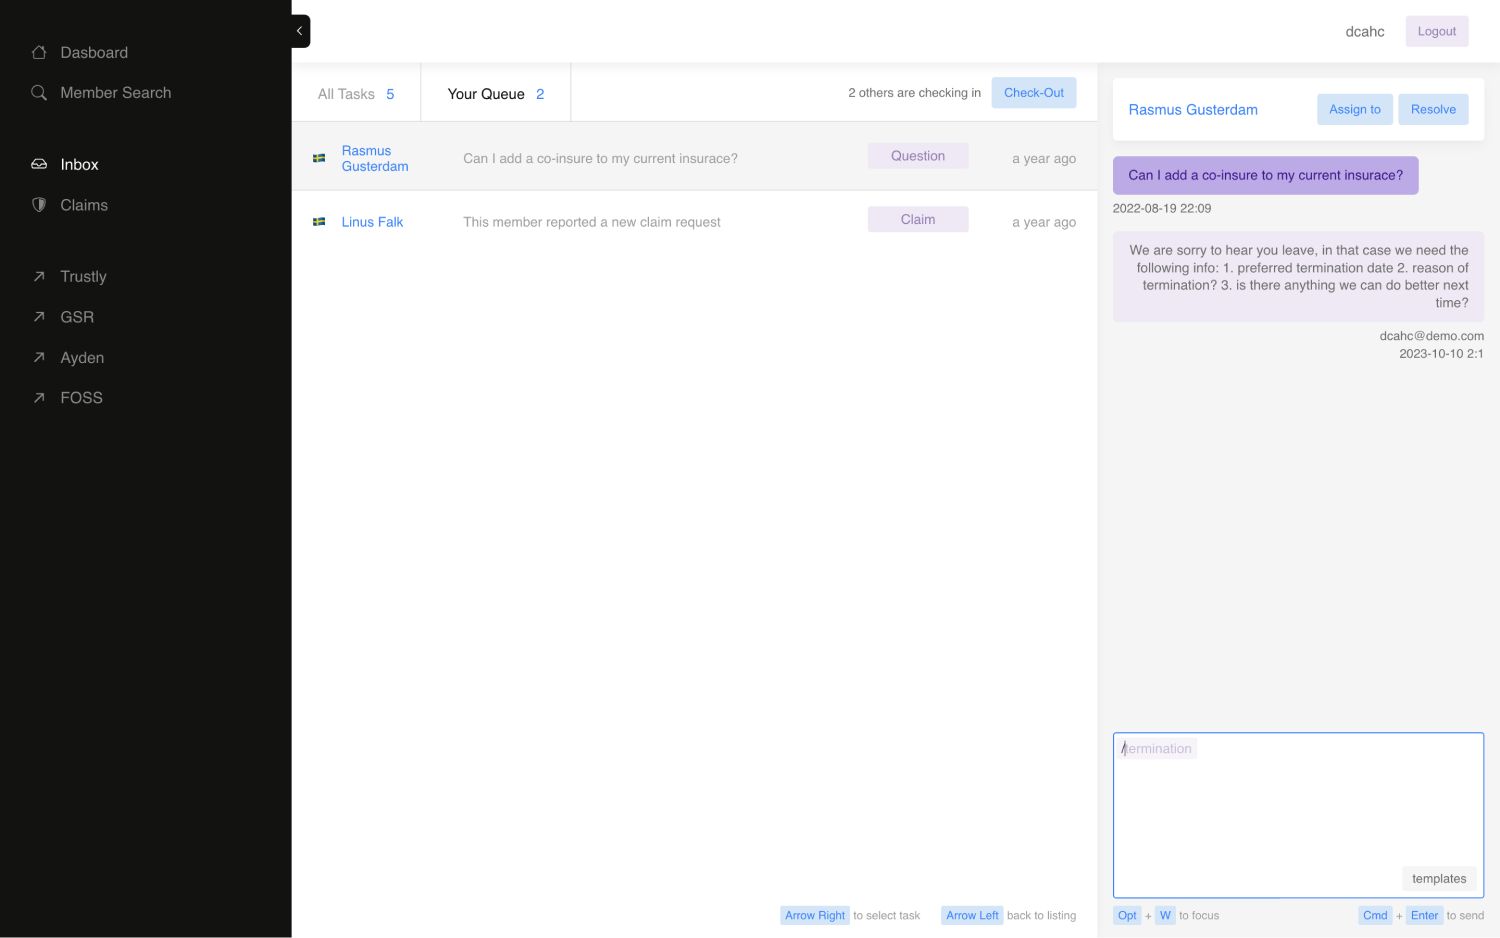 Dasboard
Member Search
Inbox
Claims
Trustly
GSR
Ayden
FOSS
dcahc
Logout
All Tasks 5
Your Queue 2
2 others are checking in
Check-Out
Rasmus
Gusterdam
Can I add a co-insure to my current insurace?
Question
a year ago
Linus Falk
This member reported a new claim request
Claim
a year ago
Arrow Right to select task
Arrow Left back to listing
Rasmus Gusterdam
Assign to
Resolve
Can I add a co-insure to my current insurace?
2022-08-19 22:09
We are sorry to hear you leave, in that case we need the
following info: 1. preferred termination date 2. reason of
termination? 3. is there anything we can do better next
time?
dcahc@demo.com
2023-10-10 2:1
/termination
templates
Opt + W to focus
Cmd + Enter to send